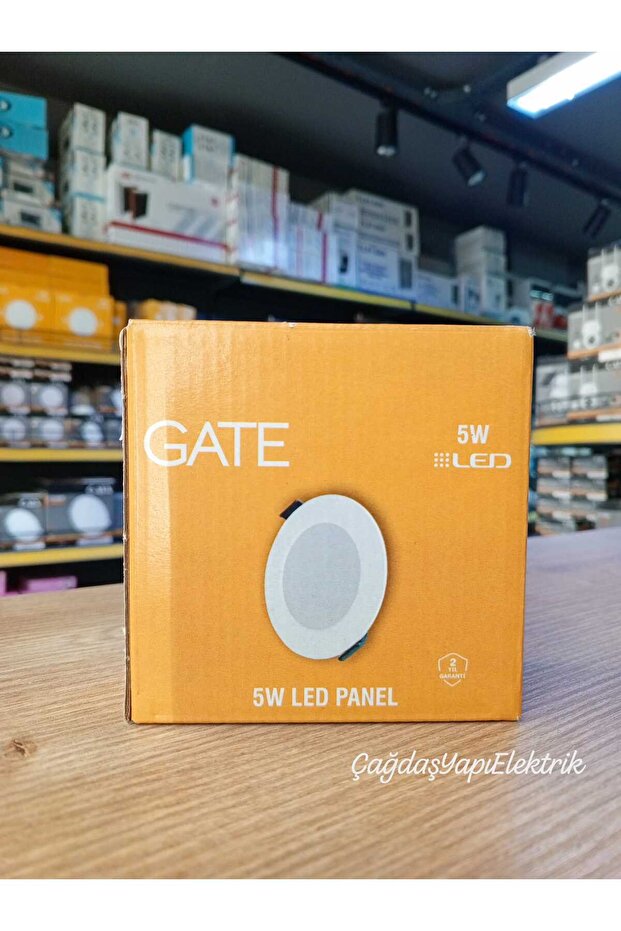 GATE
5W
LED
2
YIL
GARANTİ
5W LED PANEL
ÇağdaşYapıElektrik